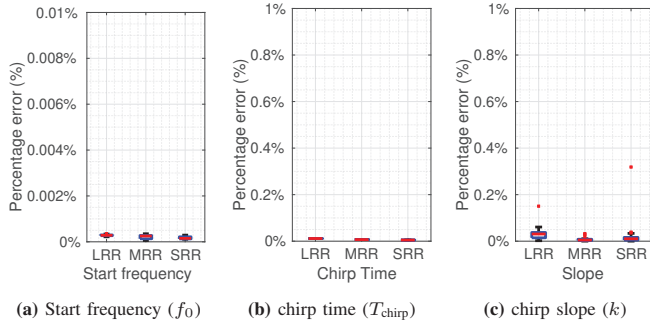 Percentage error (%)
0.01%
0.008%
0.006%
0.004%
0.002%
0%
LRR MRR SRR
Start frequency
(a) Start frequency (f₀)
Percentage error (%)
1%
0.8%
0.6%
0.4%
0.2%
0%
LRR MRR SRR
Chirp Time
(b) chirp time (T_chirp)
Percentage error (%)
1%
0.8%
0.6%
0.4%
0.2%
0%
LRR MRR SRR
Slope
(c) chirp slope (k)